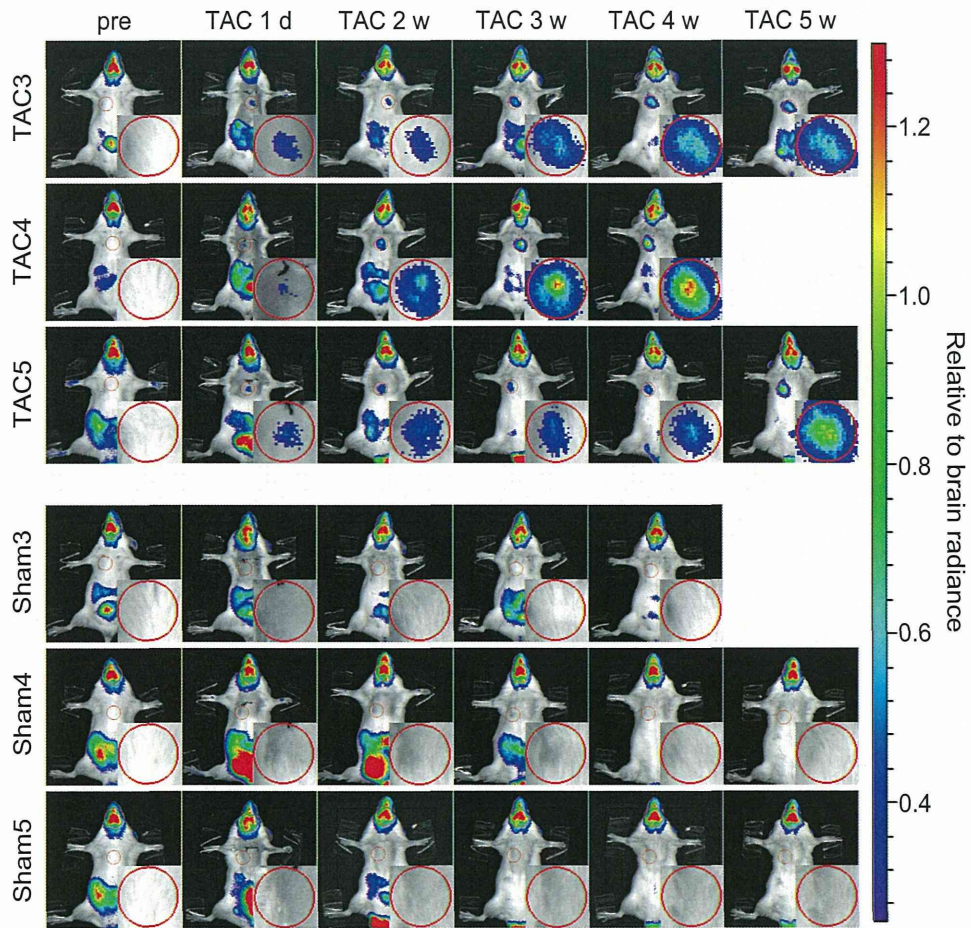 pre TAC 1 d TAC 2 w TAC 3 w TAC 4 w TAC 5 w
TAC3
TAC4
TAC5
Sham3
Sham4
Sham5
1.2
1.0
0.8
0.6
0.4
Relative to brain radiance